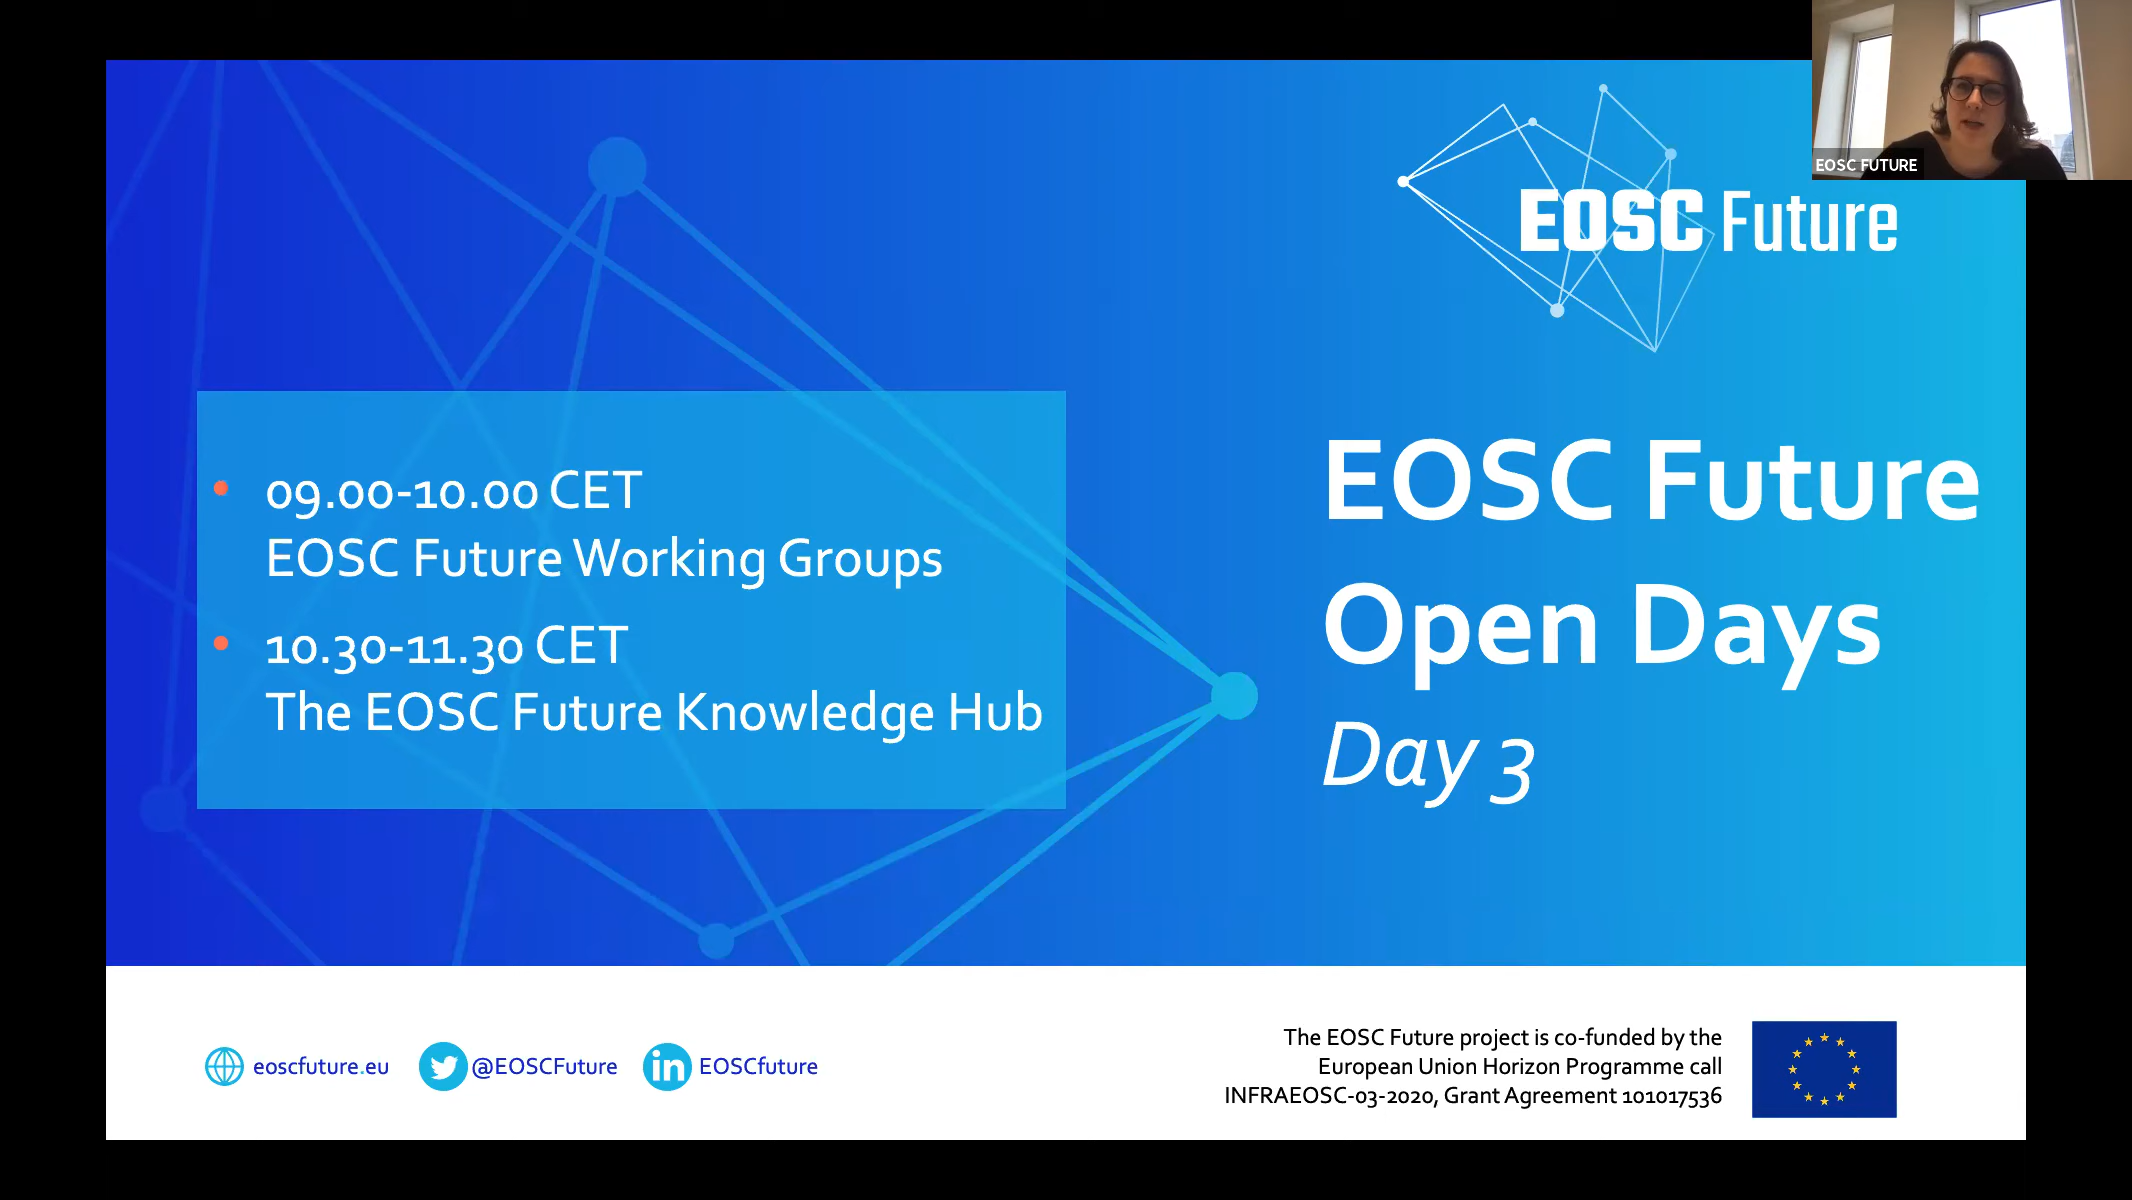 EOSC FUTURE
EOSC Future
09.00-10.00 CET
EOSC Future Working Groups
10.30-11.30 CET
The EOSC Future Knowledge Hub
EOSC Future
Open Days
Day 3
eoscfuture.eu
@EOSCFuture
in
EOSCfuture
The EOSC Future project is co-funded by the
European Union Horizon Programme call
INFRAEOSC-03-2020, Grant Agreement 101017536